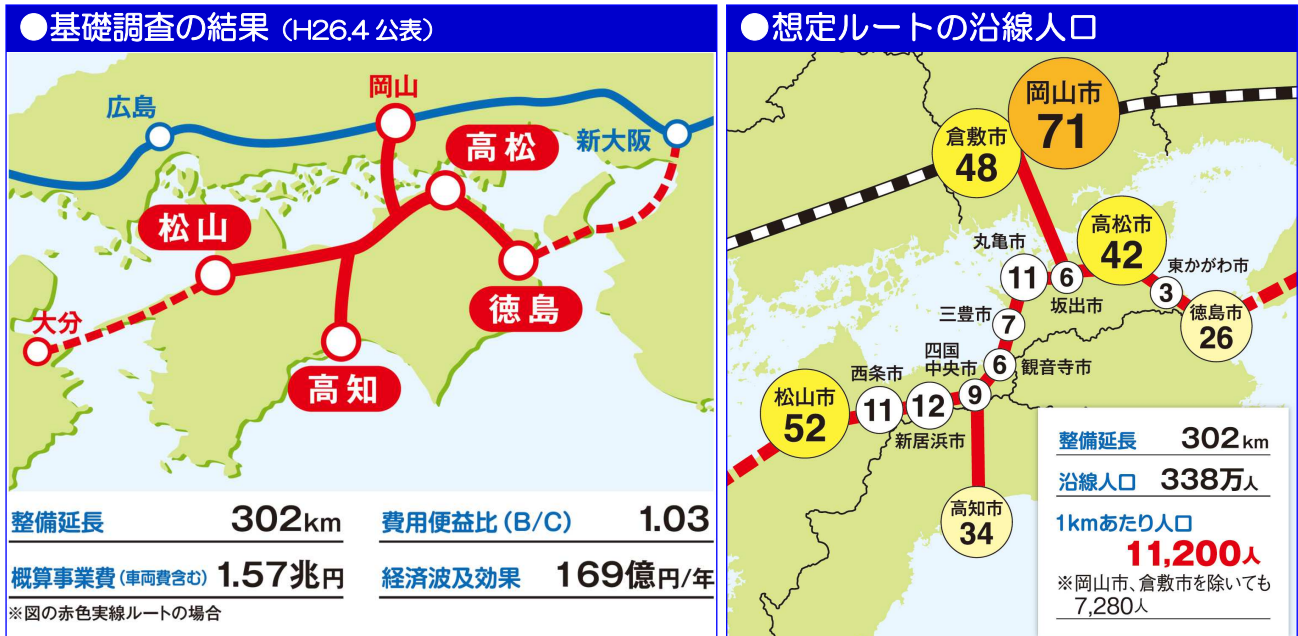 ●基礎調査の結果（H26.4 公表）
広島
岡山
新大阪
高松
松山
徳島
大分
高知
整備延長 302km
費用便益比（B/C） 1.03
概算事業費（車両費含む） 1.57兆円
経済波及効果 169億円/年
※図の赤色実線ルートの場合
●想定ルートの沿線人口
岡山市
71
倉敷市
48
高松市
42
丸亀市
11
6
坂出市
東かがわ市
3
徳島市
26
三豊市
7
四国
中央市
6
観音寺市
9
西条市
11
12
新居浜市
松山市
52
高知市
34
整備延長 302km
沿線人口 338万人
1kmあたり人口
11,200人
※岡山市、倉敷市を除いても
7,280人